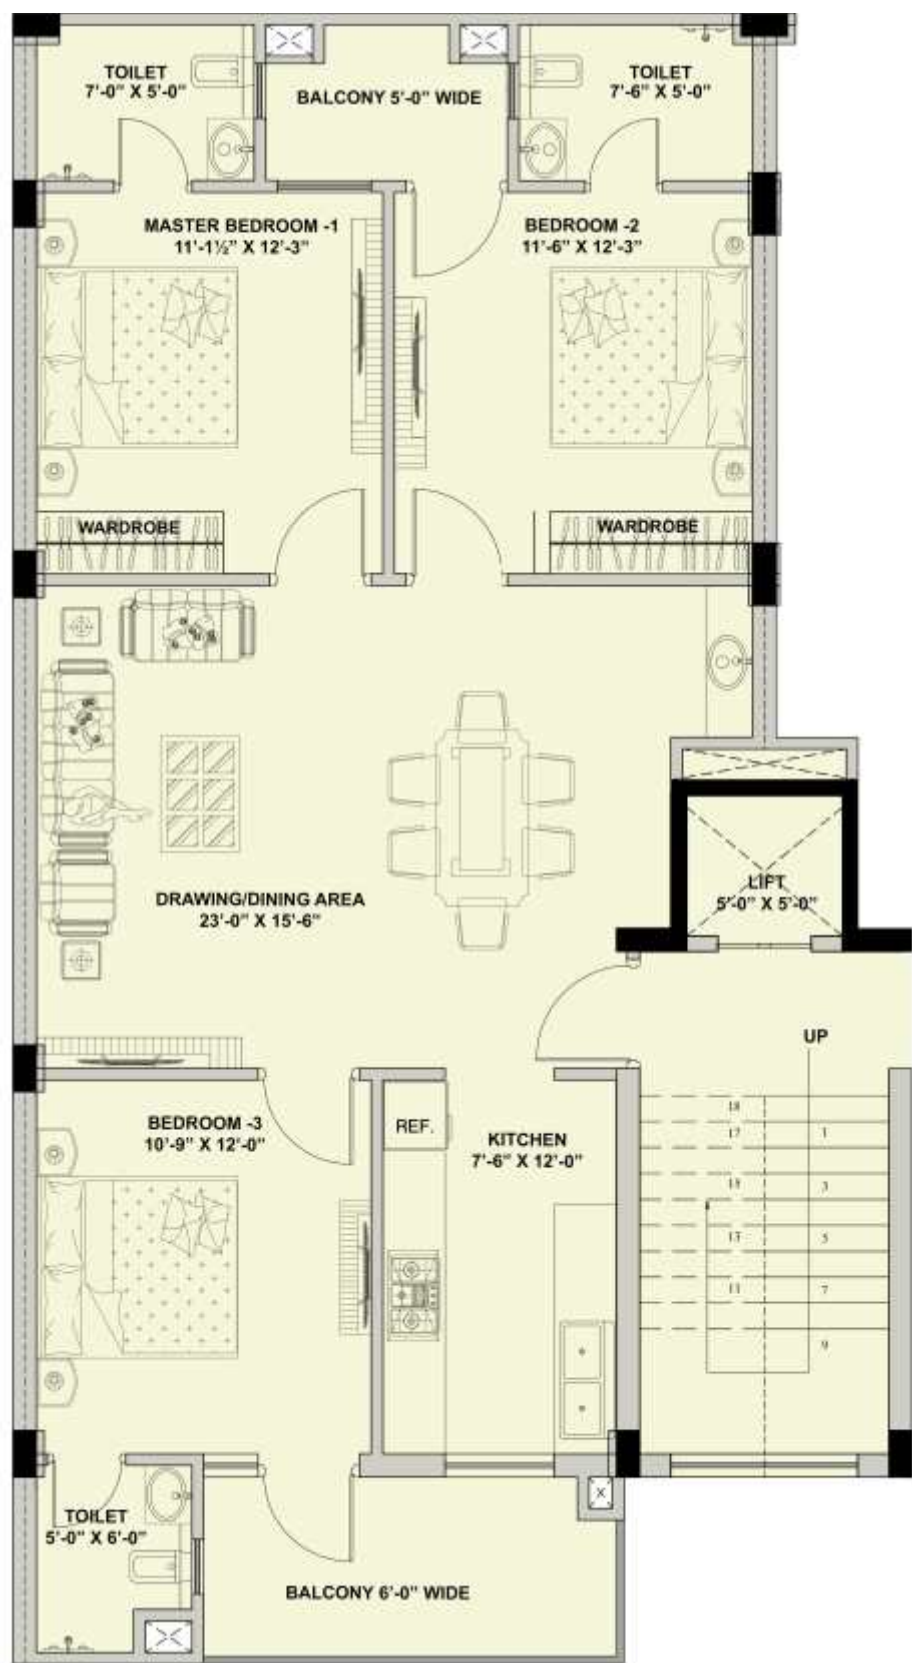 TOILET
7'-0" X 5'-0"
BALCONY 5'-0" WIDE
TOILET
7'-6" X 5'-0"
MASTER BEDROOM -1
11'-1½" X 12'-3"
BEDROOM -2
11'-6" X 12'-3"
WARDROBE
WARDROBE
DRAWING/DINING AREA
23'-0" X 15'-6"
LIFT
5'-0" X 5'-0"
UP
BEDROOM -3
10'-9" X 12'-0"
REF.
KITCHEN
7'-6" X 12'-0"
18
17
1
15
3
13
5
11
7
9
TOILET
5'-0" X 6'-0"
X
BALCONY 6'-0" WIDE